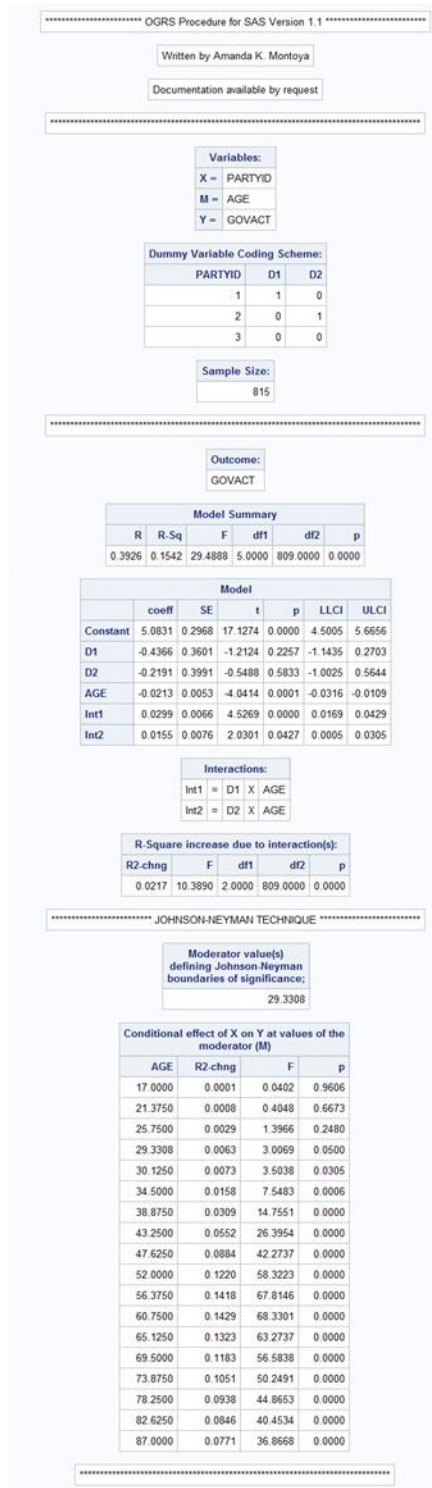 ************************ OGRS Procedure for SAS Version 1.1 *************************
Written by Amanda K. Montoya
Documentation available by request
*********************************************************************************************
Variables:
X = PARTYID
M = AGE
Y = GOVACT
Dummy Variable Coding Scheme:
PARTYID D1 D2
1 1 0
2 0 1
3 0 0
Sample Size:
815
*********************************************************************************************
Outcome:
GOVACT
Model Summary
R R-Sq F df1 df2 p
0.3926 0.1542 29.4888 5.0000 809.0000 0.0000
Model
coeff SE t p LLCI ULCI
Constant 5.0831 0.2968 17.1274 0.0000 4.5005 5.6656
D1 -0.4366 0.3601 -1.2124 0.2257 -1.1435 0.2703
D2 -0.2191 0.3991 -0.5488 0.5833 -1.0025 0.5644
AGE -0.0213 0.0053 -4.0414 0.0001 -0.0316 -0.0109
Int1 0.0299 0.0066 4.5269 0.0000 0.0169 0.0429
Int2 0.0155 0.0076 2.0301 0.0427 0.0005 0.0305
Interactions:
Int1 = D1 X AGE
Int2 = D2 X AGE
R-Square increase due to interaction(s):
R2-chng F df1 df2 p
0.0217 10.3890 2.0000 809.0000 0.0000
************************* JOHNSON-NEYMAN TECHNIQUE *************************
Moderator value(s)
defining Johnson-Neyman
boundaries of significance;
29.3308
Conditional effect of X on Y at values of the
moderator (M)
AGE R2-chng F p
17.0000 0.0001 0.0402 0.9606
21.3750 0.0008 0.4048 0.6673
25.7500 0.0029 1.3966 0.2480
29.3308 0.0063 3.0069 0.0500
30.1250 0.0073 3.5038 0.0305
34.5000 0.0158 7.5483 0.0006
38.8750 0.0309 14.7551 0.0000
43.2500 0.0552 26.3954 0.0000
47.6250 0.0884 42.2737 0.0000
52.0000 0.1220 58.3223 0.0000
56.3750 0.1418 67.8146 0.0000
60.7500 0.1429 68.3301 0.0000
65.1250 0.1323 63.2737 0.0000
69.5000 0.1183 56.5838 0.0000
73.8750 0.1051 50.2491 0.0000
78.2500 0.0938 44.8653 0.0000
82.6250 0.0846 40.4534 0.0000
87.0000 0.0771 36.8668 0.0000
******************************************************************************